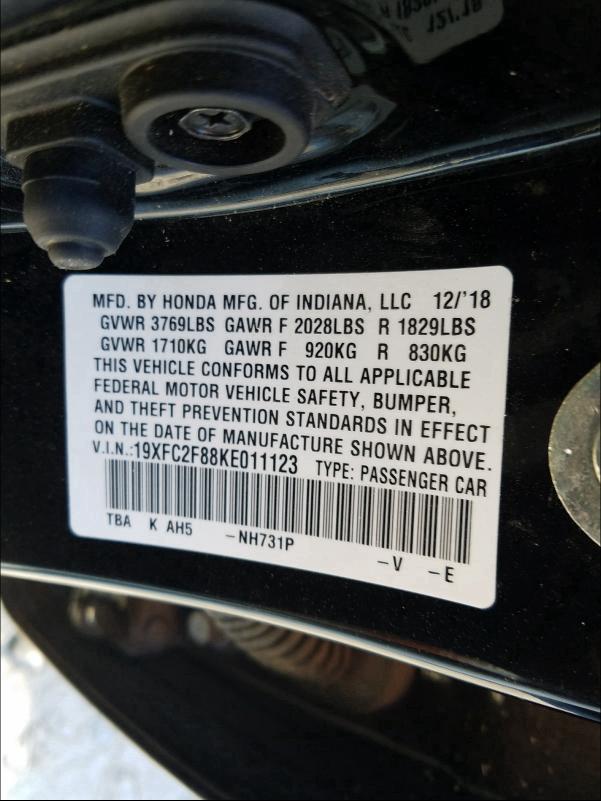 MFD. BY HONDA MFG. OF INDIANA, LLC 12/'18
GVWR 3769LBS GAWR F 2028LBS R 1829LBS
GVWR 1710KG GAWR F 920KG R 830KG
THIS VEHICLE CONFORMS TO ALL APPLICABLE
FEDERAL MOTOR VEHICLE SAFETY, BUMPER,
AND THEFT PREVENTION STANDARDS IN EFFECT
ON THE DATE OF MANUFACTURE SHOWN ABOVE.
V.I.N.:19XFC2F88KE011123 TYPE: PASSENGER CAR
TBA K AH5 -NH731P -V -E